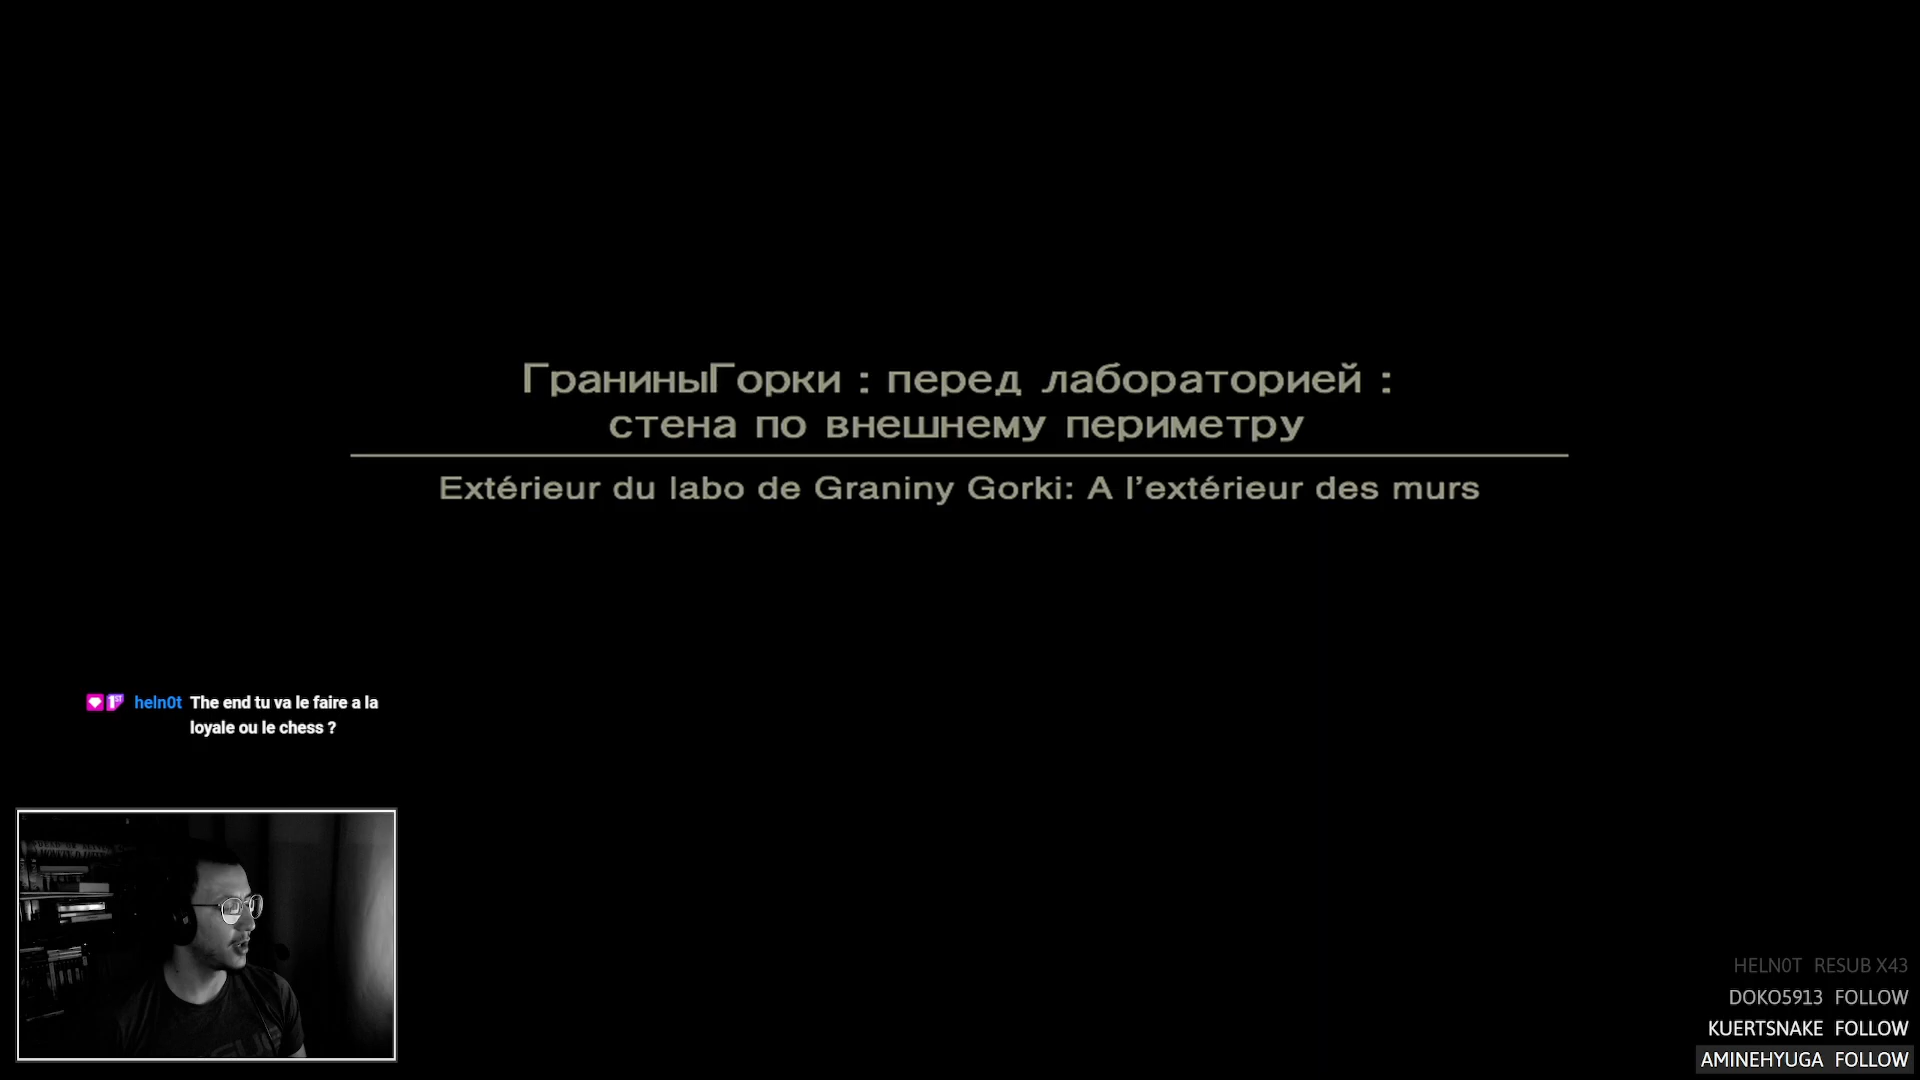 ГраниныГорки : перед лабораторией :
стена по внешнему периметру
Extérieur du labo de Graniny Gorki: A l'extérieur des murs
heln0t The end tu va le faire a la
loyale ou le chess ?
HELN0T RESUB X43
DOKO5913 FOLLOW
KUERTSNAKE FOLLOW
AMINEHYUGA FOLLOW